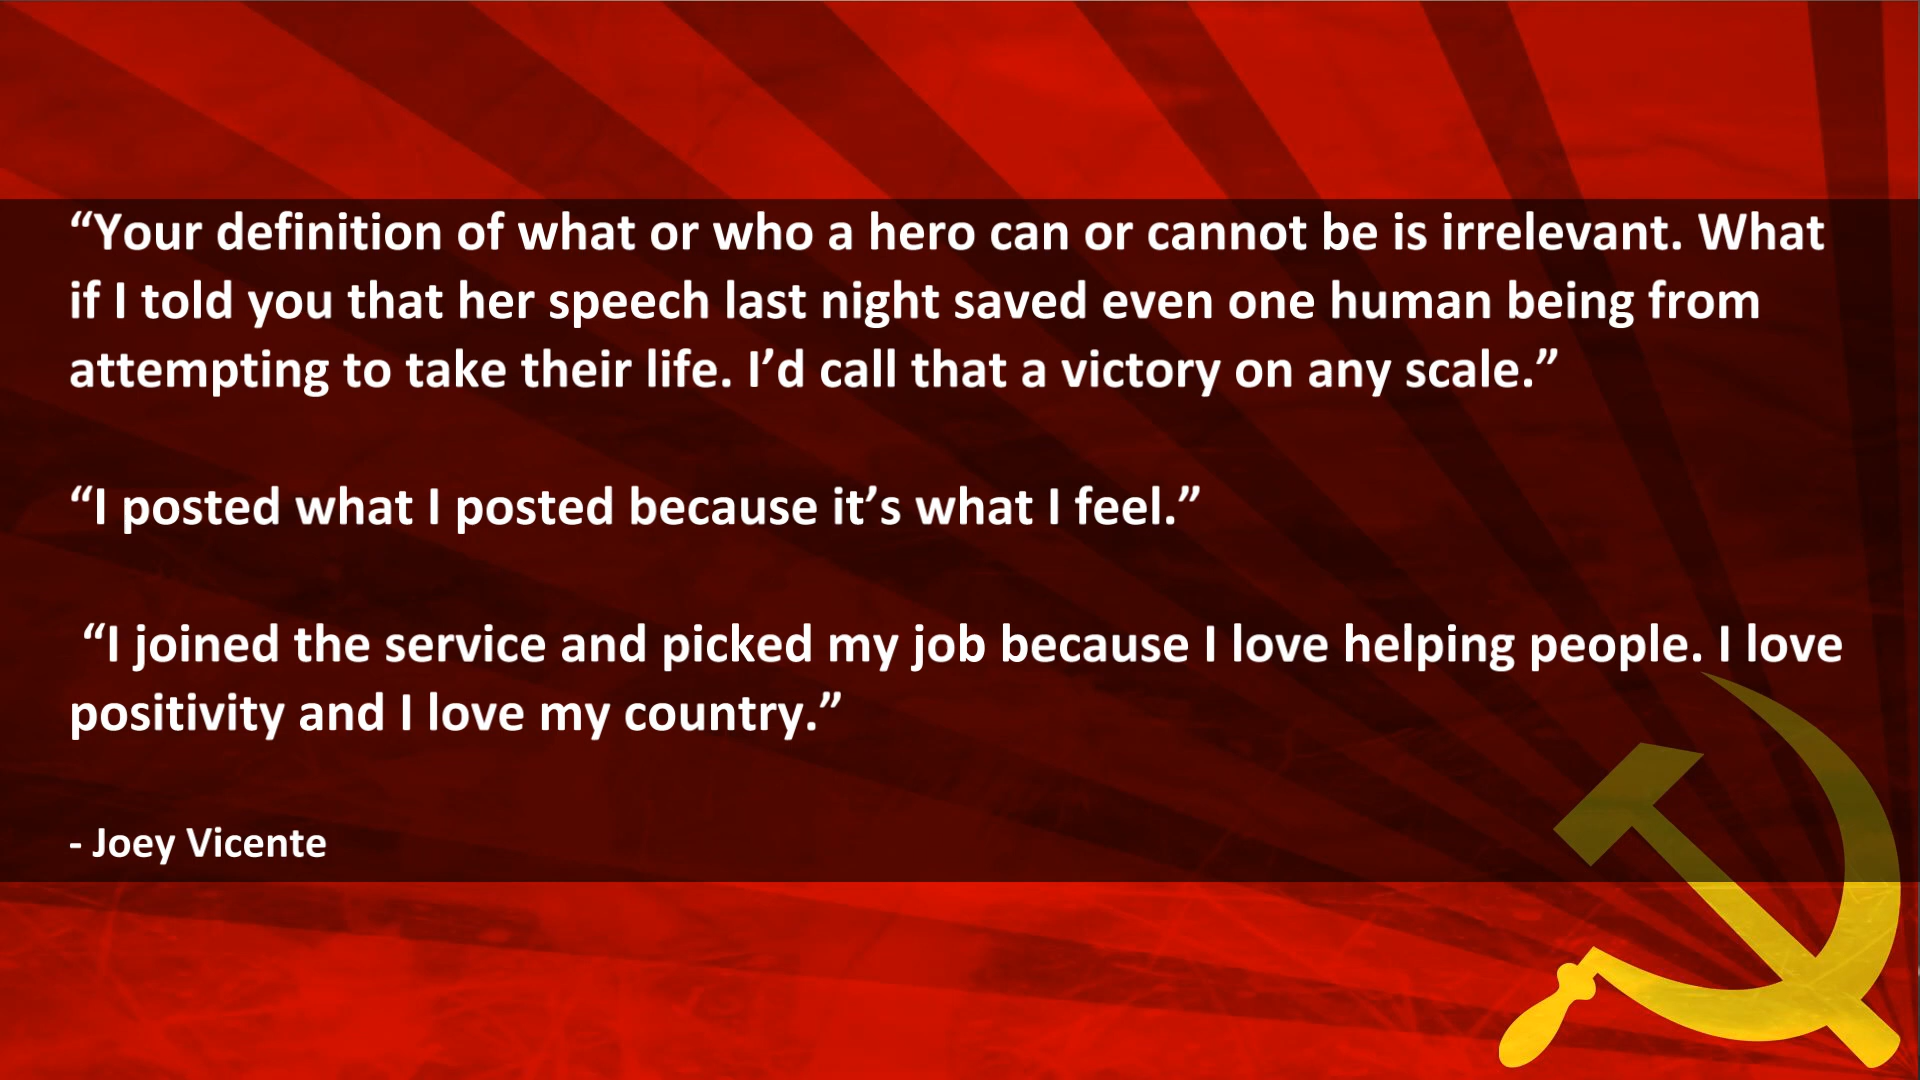 “Your definition of what or who a hero can or cannot be is irrelevant. What
if I told you that her speech last night saved even one human being from
attempting to take their life. I’d call that a victory on any scale.”
“I posted what I posted because it’s what I feel.”
“I joined the service and picked my job because I love helping people. I love
positivity and I love my country.”
- Joey Vicente